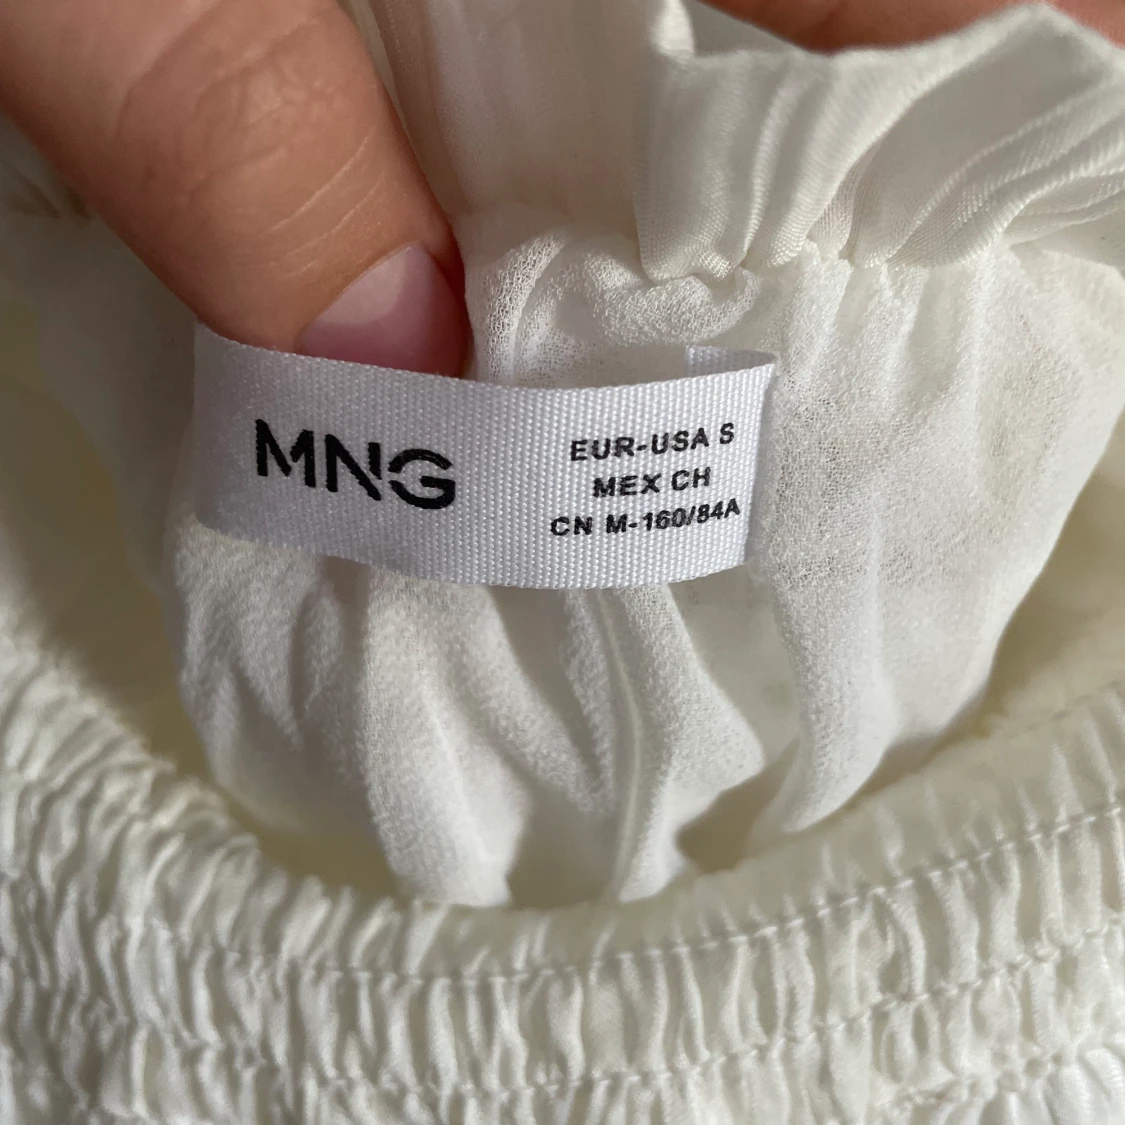 MNG
EUR-USA S
MEX CH
CN M-160/84A